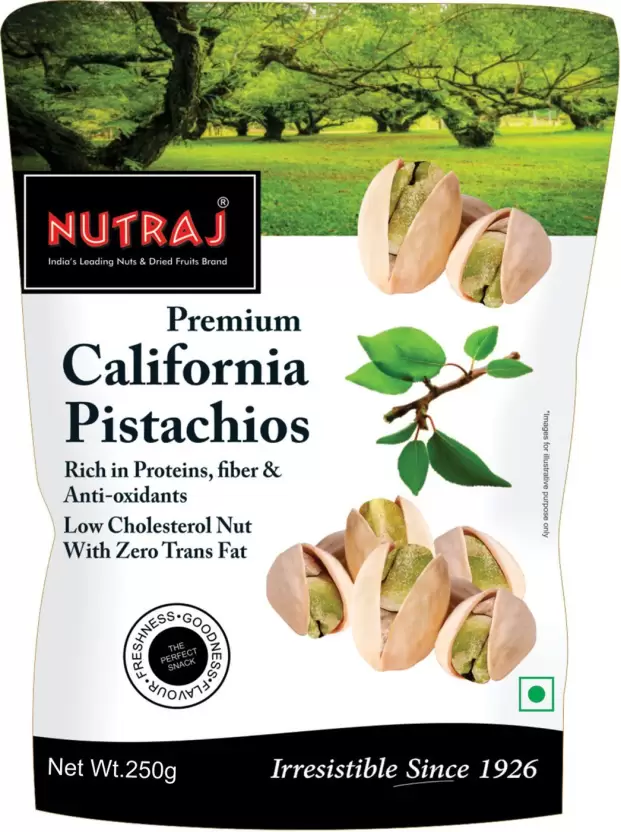 NUTRAJ®
India's Leading Nuts & Dried Fruits Brand
Premium
California
Pistachios
Rich in Proteins, fiber &
Anti-oxidants
Low Cholesterol Nut
With Zero Trans Fat
*Images for illustrative purpose only.
FRESHNESS•GOODNESS•FLAVOUR•
THE
PERFECT
SNACK
Net Wt.250g
Irresistible Since 1926